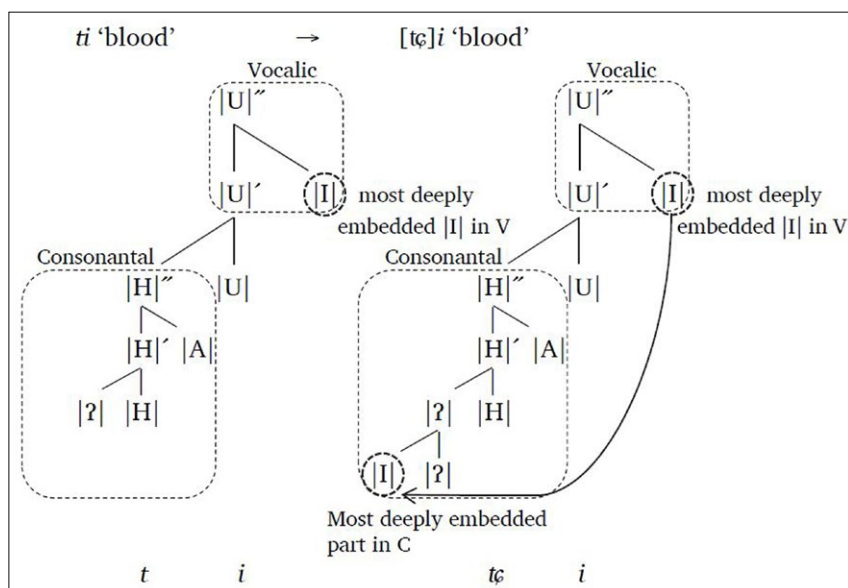 ti ‘blood’ → [tɕ]i ‘blood’
Vocalic Vocalic
|U|″ |U|″
|U|′ |I| most deeply |U|′ |I| most deeply
embedded |I| in V embedded |I| in V
Consonantal Consonantal
|H|″ |U| |H|″ |U|
|H|′ |A| |H|′ |A|
|ʔ| |H| |ʔ| |H|
|I| |ʔ|
Most deeply embedded
part in C
t i tɕ i